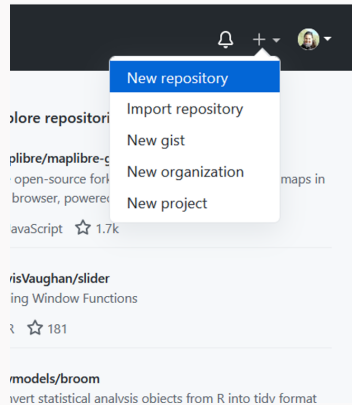 New repository
Import repository
New gist
New organization
New project
plore repositori
plibre/maplibre-g
open-source fork
maps in
browser, powere
avaScript 1.7k
visVaughan/slider
ing Window Functions
R 181
ymodels/broom
nvert statistical analysis objects from R into tidy format